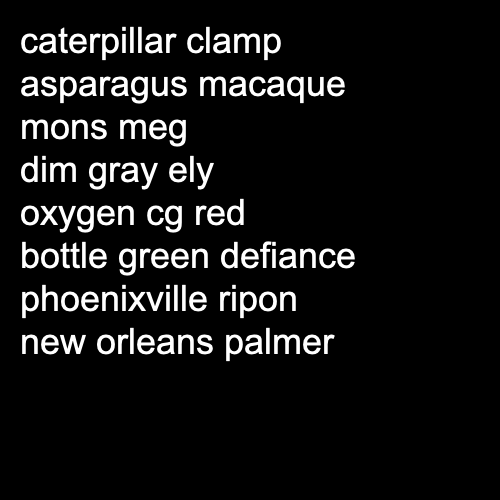 caterpillar clamp
asparagus macaque
mons meg
dim gray ely
oxygen cg red
bottle green defiance
phoenixville ripon
new orleans palmer